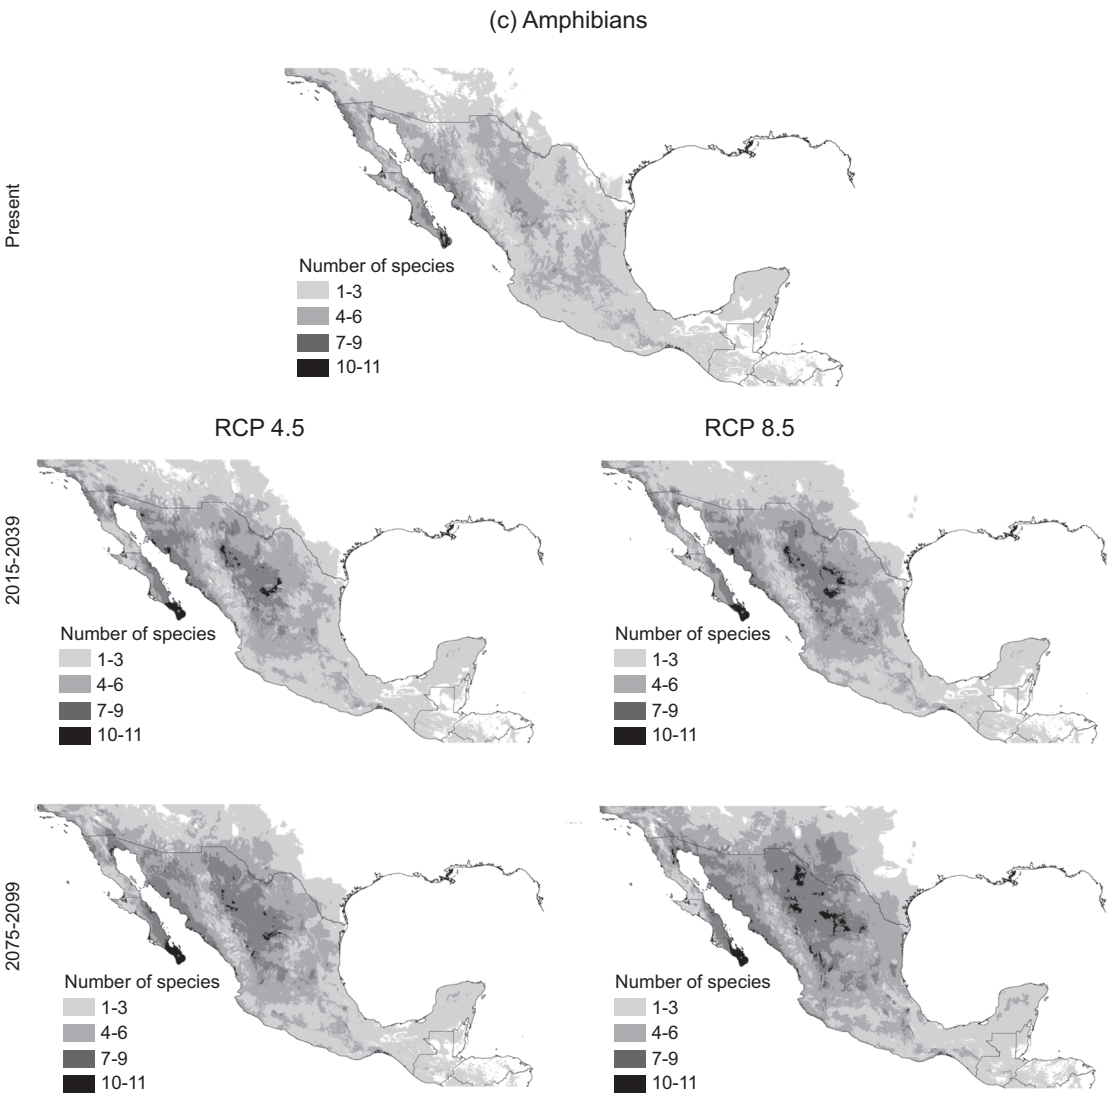 (c) Amphibians
Present
Number of species
1-3
4-6
7-9
10-11
RCP 4.5
RCP 8.5
2015-2039
Number of species
1-3
4-6
7-9
10-11
Number of species
1-3
4-6
7-9
10-11
2075-2099
Number of species
1-3
4-6
7-9
10-11
Number of species
1-3
4-6
7-9
10-11